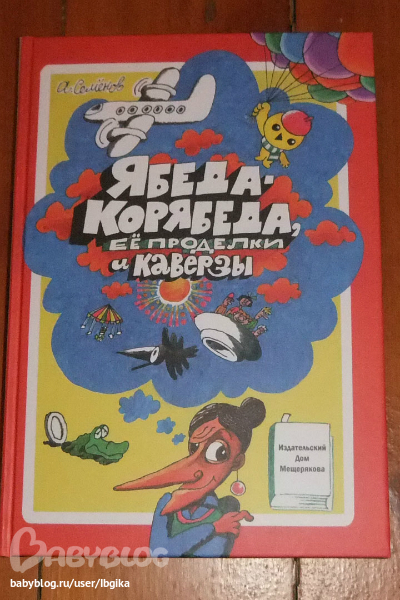 А. Семёнов
ЯБЕДА-
КОРЯБЕДА,
ЕЁ ПРОДЕЛКИ
и КАВЕРЗЫ
Издательский
Дом
Мещерякова
BABYBLOG
babyblog.ru/user/lbgika